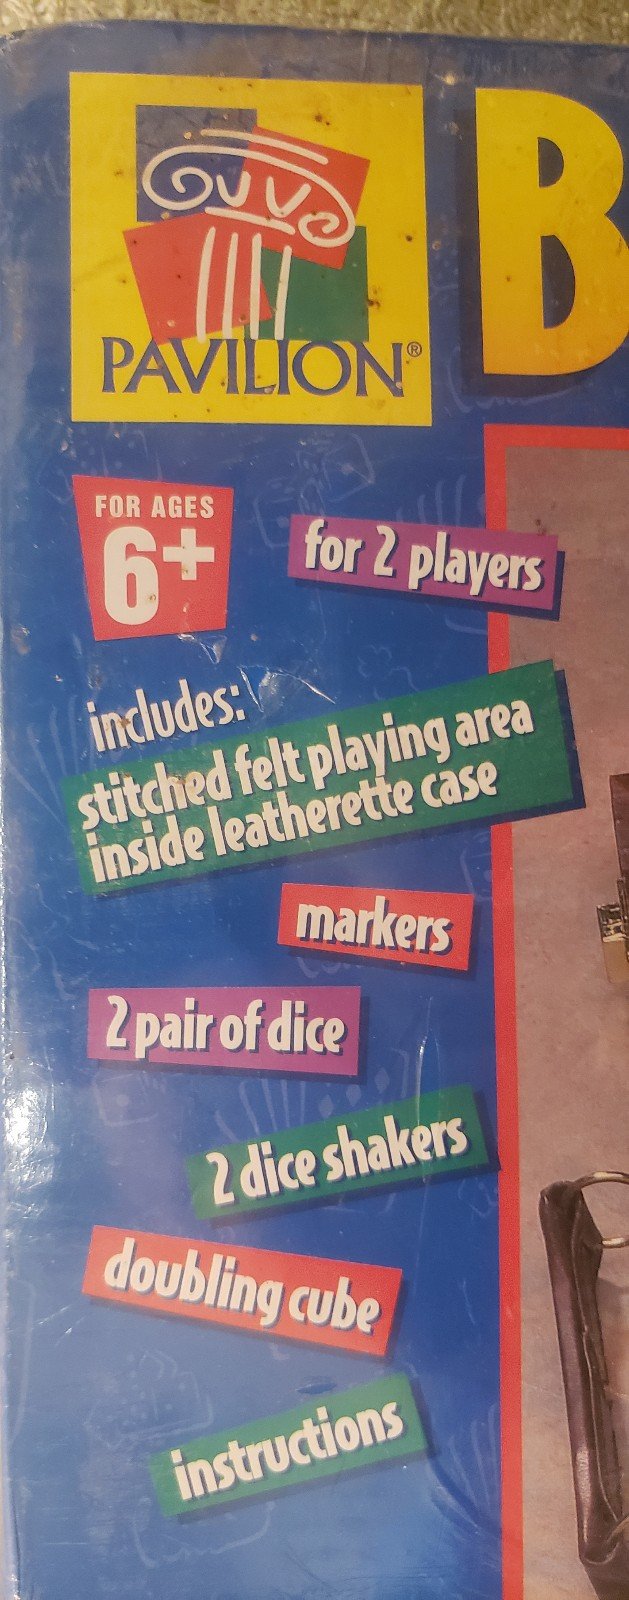 PAVILION®
B
FOR AGES
6+
for 2 players
includes:
stitched felt playing area
inside leatherette case
markers
2 pair of dice
2 dice shakers
doubling cube
instructions